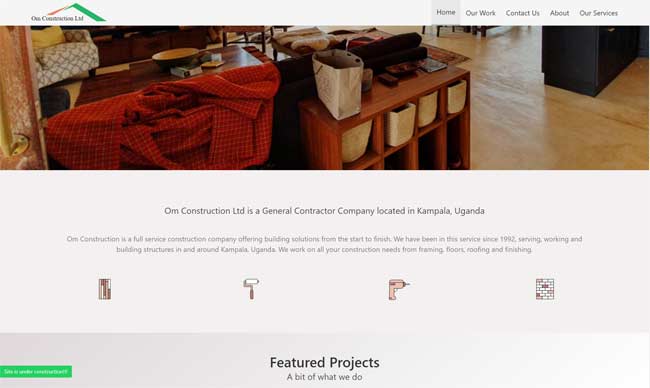 Om Construction Ltd
Home Our Work Contact Us About Our Services
Om Construction Ltd is a General Contractor Company located in Kampala, Uganda
Om Construction is a full service construction company offering building solutions from the start to finish. We have been in this service since 1992, serving, working and
building structures in and around Kampala, Uganda. We work on all your construction needs from framing, floors, roofing and finishing.
Featured Projects
A bit of what we do
Site is under construction!!!